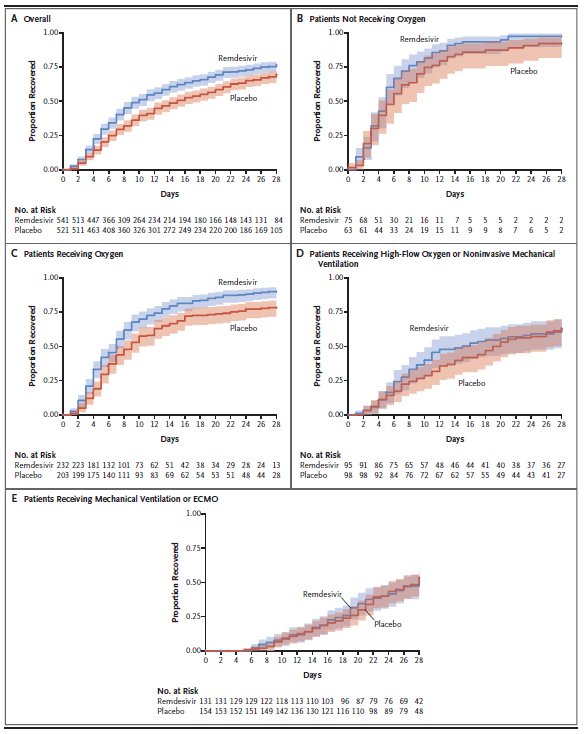 A Overall
1.00
0.75
0.50
0.25
0.00
Proportion Recovered
Remdesivir
Placebo
0 2 4 6 8 10 12 14 16 18 20 22 24 26 28
Days
No. at Risk
Remdesivir 541 513 447 366 309 264 234 214 194 180 166 148 143 131 84
Placebo 521 511 463 408 360 326 301 272 249 234 220 200 186 169 105
B Patients Not Receiving Oxygen
1.00
0.75
0.50
0.25
0.00
Proportion Recovered
Remdesivir
Placebo
0 2 4 6 8 10 12 14 16 18 20 22 24 26 28
Days
No. at Risk
Remdesivir 75 68 51 30 21 16 11 7 5 5 5 2 2 2 2
Placebo 63 61 44 33 24 19 15 11 9 9 8 7 6 5 2
C Patients Receiving Oxygen
1.00
0.75
0.50
0.25
0.00
Proportion Recovered
Remdesivir
Placebo
0 2 4 6 8 10 12 14 16 18 20 22 24 26 28
Days
No. at Risk
Remdesivir 232 223 181 132 101 73 62 51 42 38 34 29 28 24 13
Placebo 203 199 175 140 111 93 83 69 62 54 53 51 48 44 28
D Patients Receiving High-Flow Oxygen or Noninvasive Mechanical
Ventilation
1.00
0.75
0.50
0.25
0.00
Proportion Recovered
Remdesivir
Placebo
0 2 4 6 8 10 12 14 16 18 20 22 24 26 28
Days
No. at Risk
Remdesivir 95 91 86 75 65 57 48 46 44 41 40 38 37 36 27
Placebo 98 98 92 84 76 72 67 62 57 55 49 44 43 41 27
E Patients Receiving Mechanical Ventilation or ECMO
1.00
0.75
0.50
0.25
0.00
Proportion Recovered
Remdesivir
Placebo
0 2 4 6 8 10 12 14 16 18 20 22 24 26 28
Days
No. at Risk
Remdesivir 131 131 129 129 122 118 113 110 103 96 87 79 76 69 42
Placebo 154 153 152 151 149 142 136 130 121 116 110 98 89 79 48